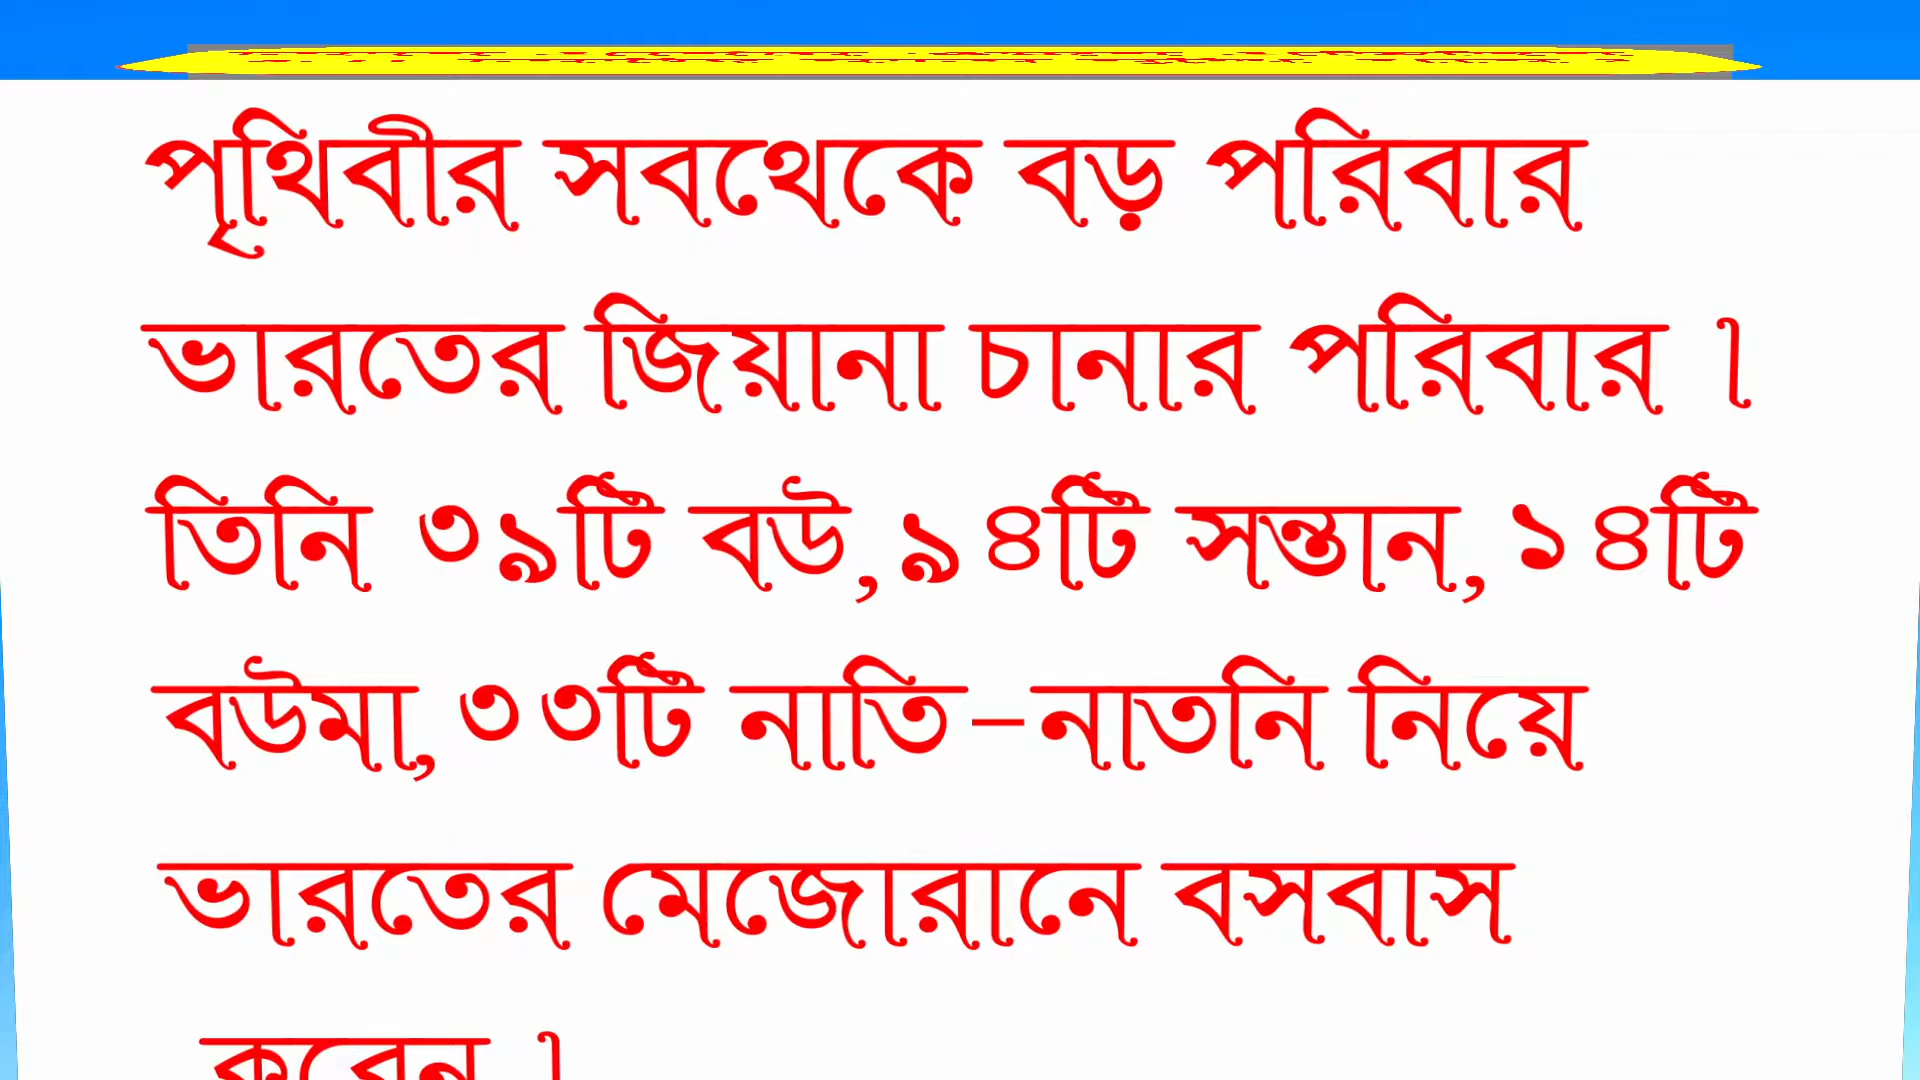 পৃথিবীর সবথেকে বড় পরিবার
ভারতের জিয়ানা চানার পরিবার ।
তিনি ৩৯টি বউ,৯৪টি সন্তান, ১৪টি
বউমা, ৩৩টি নাতি-নাতনি নিয়ে
ভারতের মেজোরানে বসবাস
করেন ।